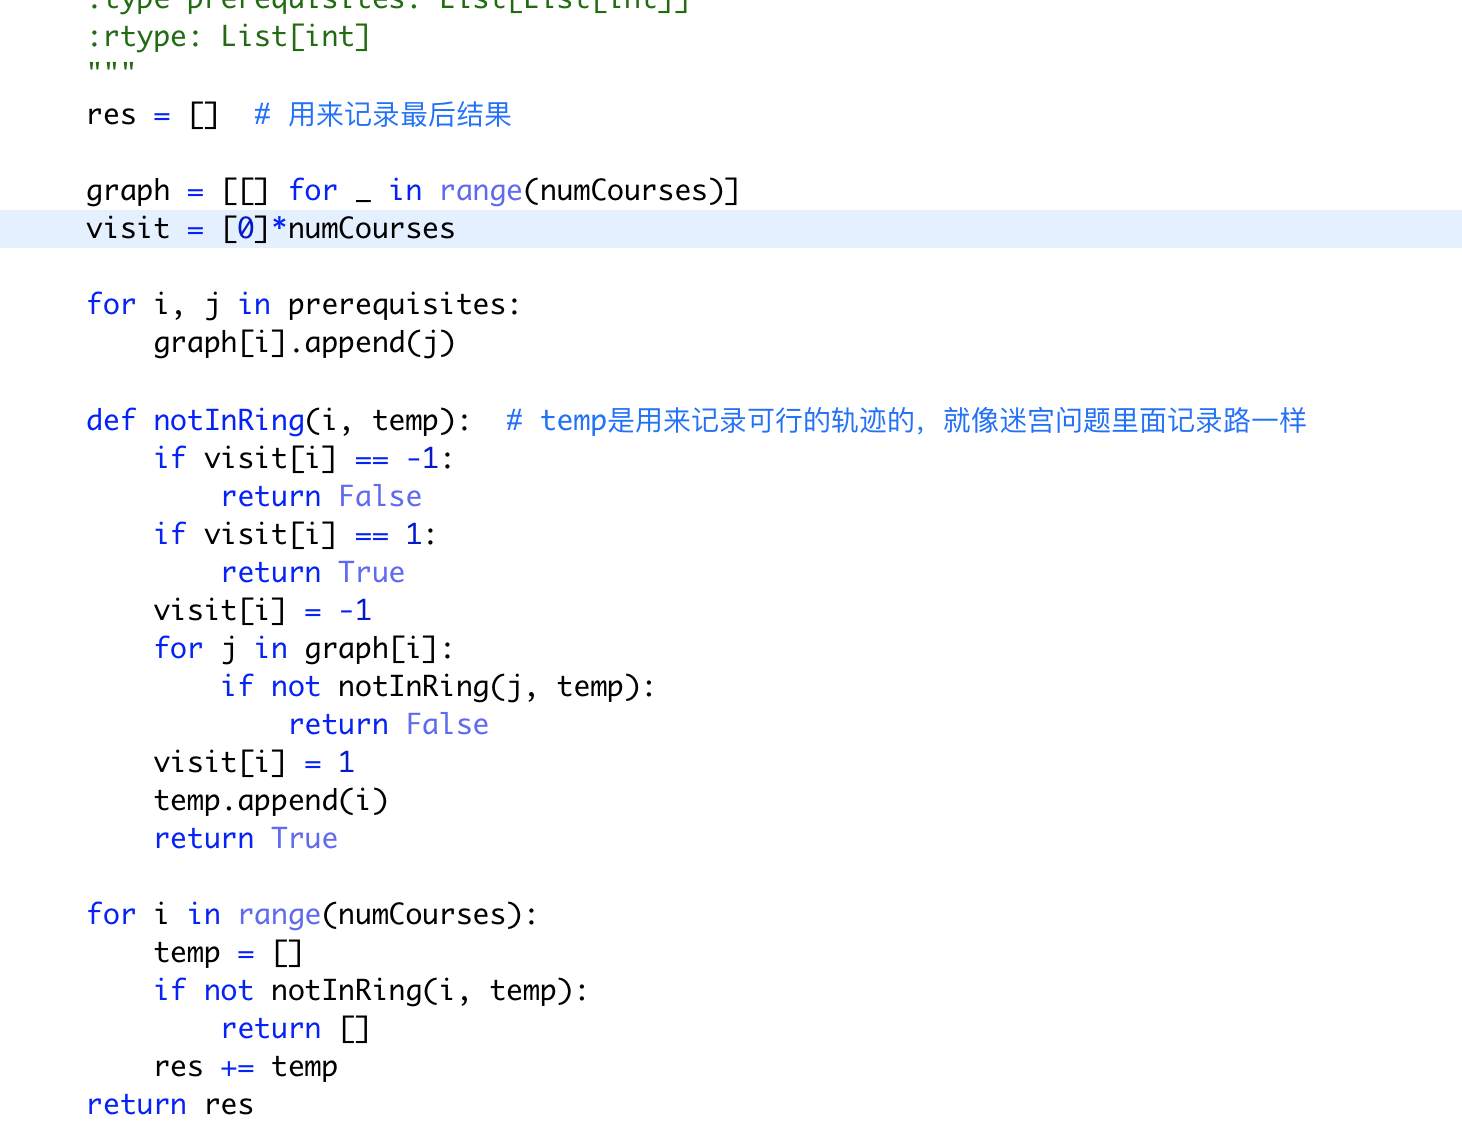 :type prerequisites: List[List[int]]
:rtype: List[int]
"""
res = []  # 用来记录最后结果
graph = [[] for _ in range(numCourses)]
visit = [0]*numCourses
for i, j in prerequisites:
    graph[i].append(j)
def notInRing(i, temp):  # temp是用来记录可行的轨迹的，就像迷宫问题里面记录路一样
    if visit[i] == -1:
        return False
    if visit[i] == 1:
        return True
    visit[i] = -1
    for j in graph[i]:
        if not notInRing(j, temp):
            return False
    visit[i] = 1
    temp.append(i)
    return True
for i in range(numCourses):
    temp = []
    if not notInRing(i, temp):
        return []
    res += temp
return res